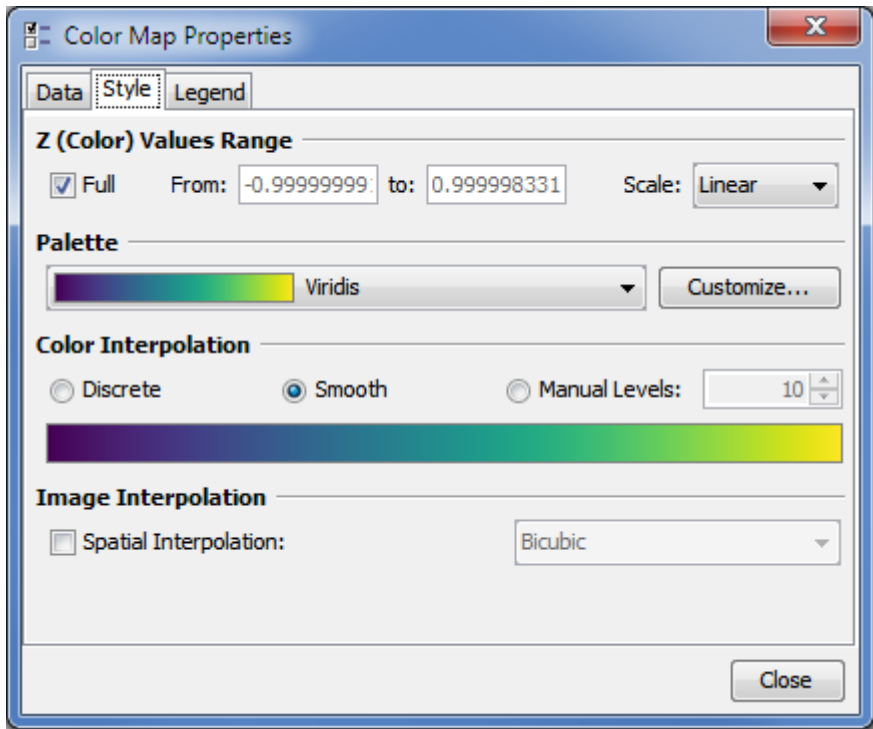 Color Map Properties
Data Style Legend
Z (Color) Values Range
Full From: -0.99999999 to: 0.999998331 Scale: Linear
Palette
Viridis Customize...
Color Interpolation
Discrete Smooth Manual Levels: 10
Image Interpolation
Spatial Interpolation: Bicubic
Close